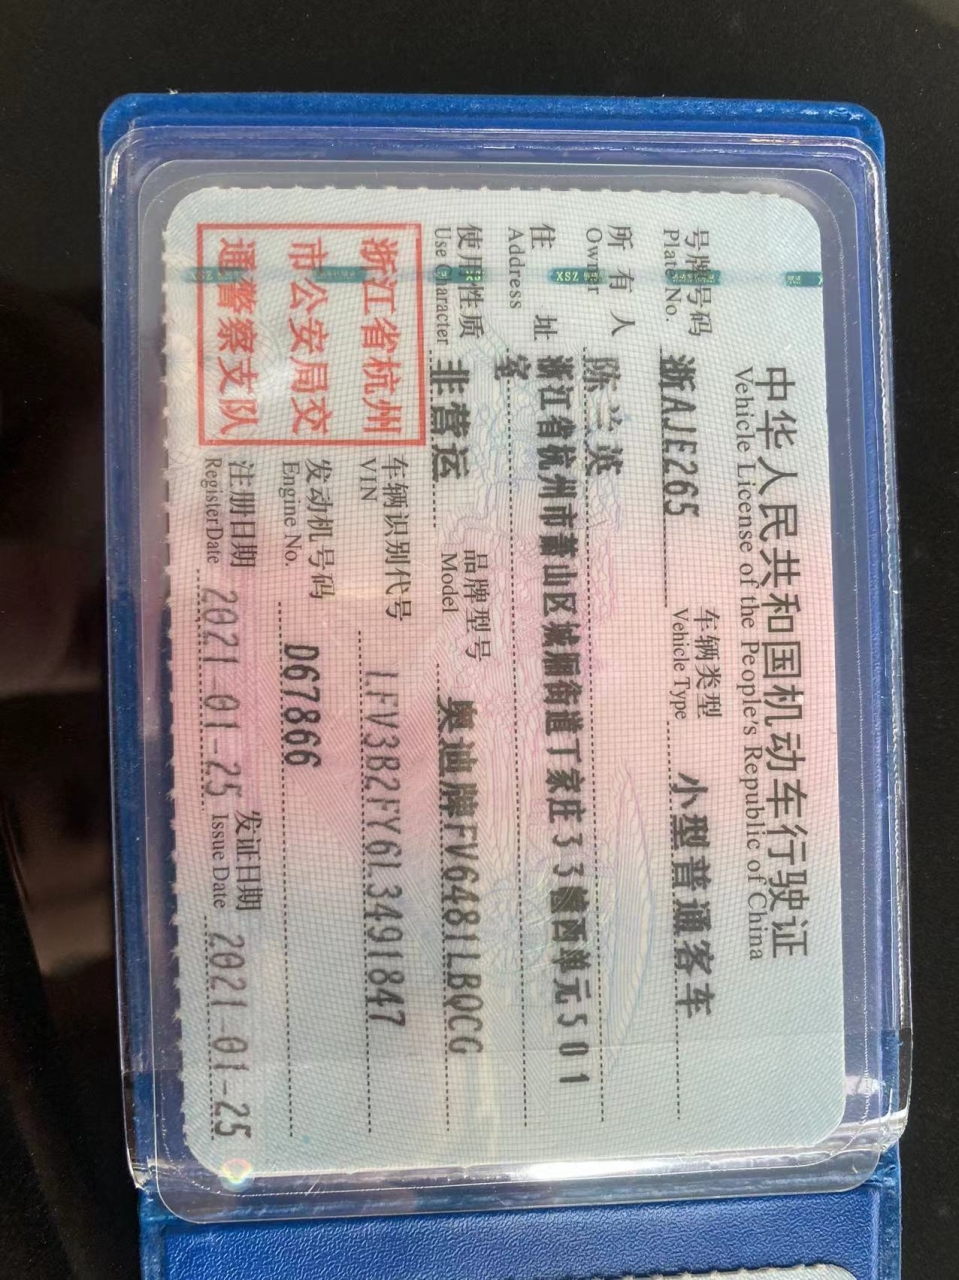 中华人民共和国机动车行驶证
Vehicle License of the People's Republic of China
号牌号码 浙AJE265 车辆类型 小型普通客车
Plate No. Vehicle Type
所有人 陈兰英
Owner
住址 浙江省杭州市萧山区城厢街道丁家庄33幢西单元501
Address
室
使用性质 非营运 品牌型号 奥迪牌FV6481LBQCG
Use Character Model
浙江省杭州
市公安局交
通警察支队
车辆识别代号 LFV3B2FY6L3491847
VIN
发动机号码 D67866
Engine No.
注册日期 2021-01-25 发证日期 2021-01-25
Register Date Issue Date